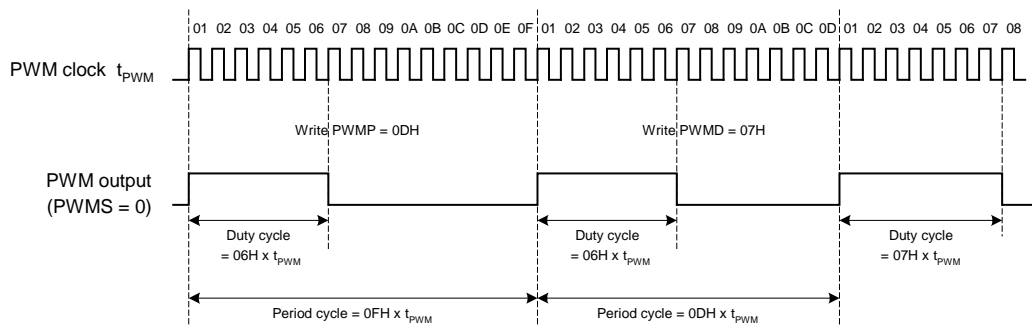 01 02 03 04 05 06 07 08 09 0A 0B 0C 0D 0E 0F 01 02 03 04 05 06 07 08 09 0A 0B 0C 0D 01 02 03 04 05 06 07 08
PWM clock tPWM
Write PWMP = 0DH
Write PWMD = 07H
PWM output
(PWMS = 0)
Duty cycle
= 06H x tPWM
Duty cycle
= 06H x tPWM
Duty cycle
= 07H x tPWM
Period cycle = 0FH x tPWM
Period cycle = 0DH x tPWM